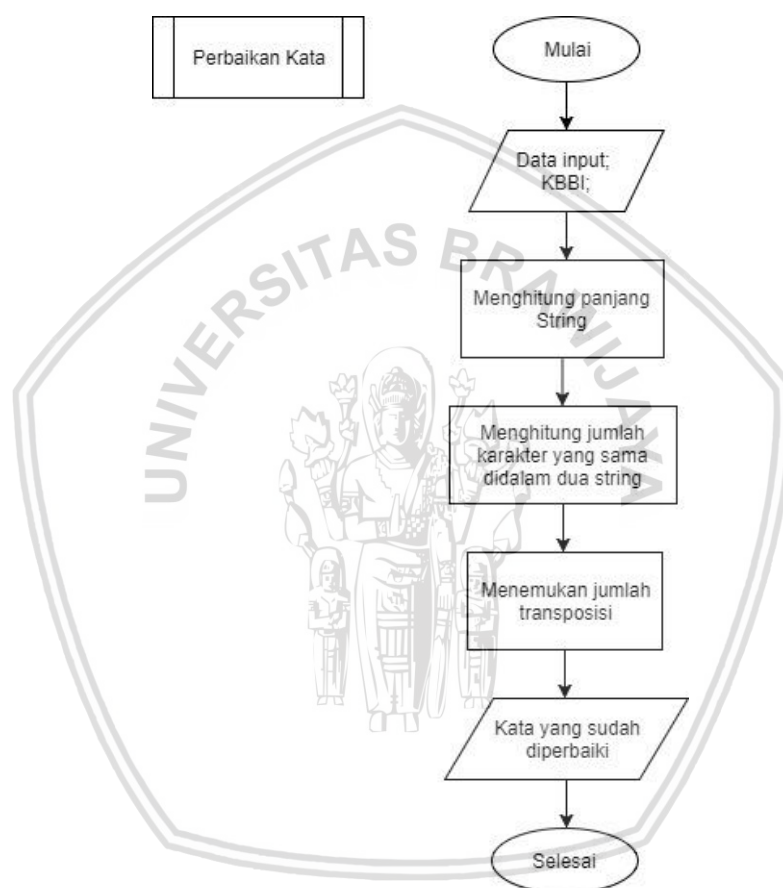 Perbaikan Kata
Mulai
Data input;
KBBI;
Menghitung panjang
String
Menghitung jumlah
karakter yang sama
didalam dua string
Menemukan jumlah
transposisi
Kata yang sudah
diperbaiki
Selesai
UNIVERSITAS BRAWIJAYA